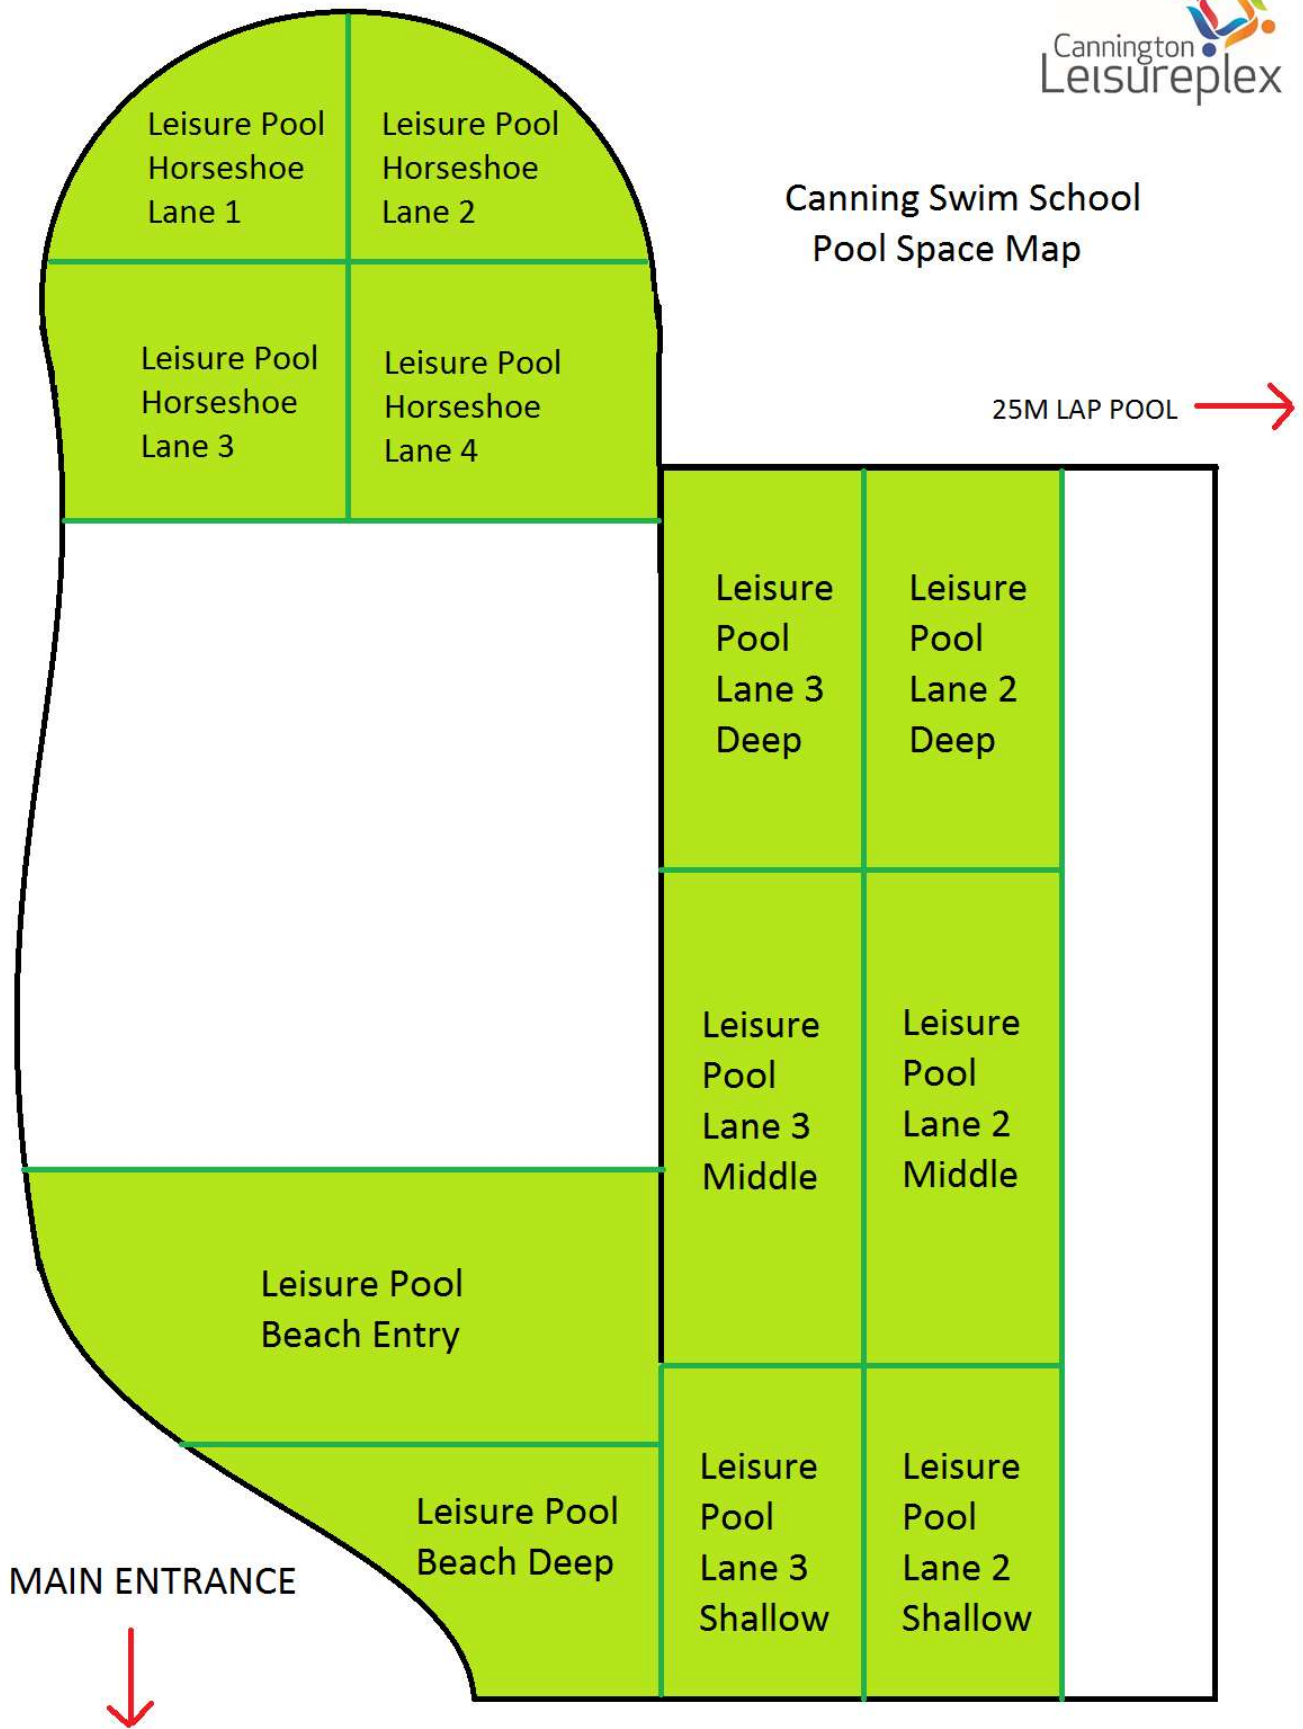 Cannington
Leisureplex
Canning Swim School
Pool Space Map
Leisure Pool
Horseshoe
Lane 1
Leisure Pool
Horseshoe
Lane 2
Leisure Pool
Horseshoe
Lane 3
Leisure Pool
Horseshoe
Lane 4
25M LAP POOL
Leisure
Pool
Lane 3
Deep
Leisure
Pool
Lane 2
Deep
Leisure
Pool
Lane 3
Middle
Leisure
Pool
Lane 2
Middle
Leisure Pool
Beach Entry
Leisure Pool
Beach Deep
Leisure
Pool
Lane 3
Shallow
Leisure
Pool
Lane 2
Shallow
MAIN ENTRANCE